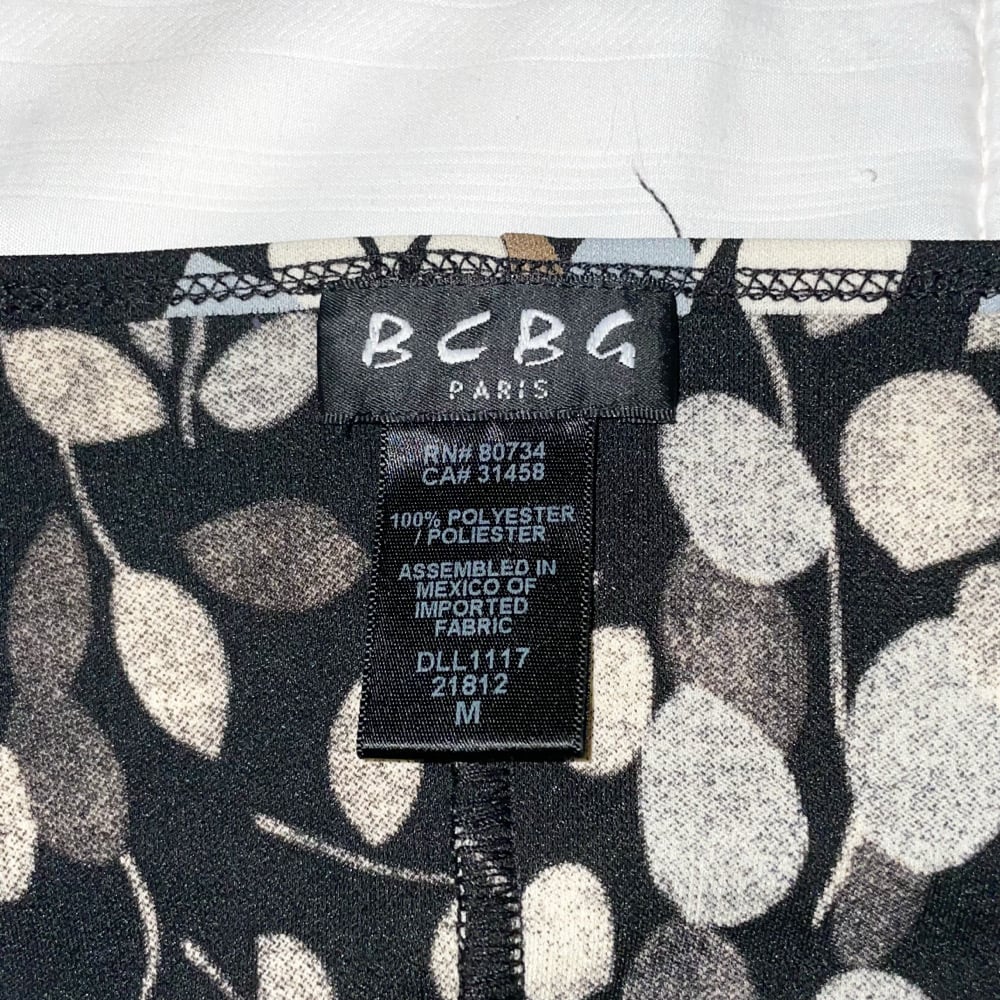 BCBG
PARIS
RN# 80734
CA# 31458
100% POLYESTER
/ POLIESTER
ASSEMBLED IN
MEXICO OF
IMPORTED
FABRIC
DLL1117
21812
M